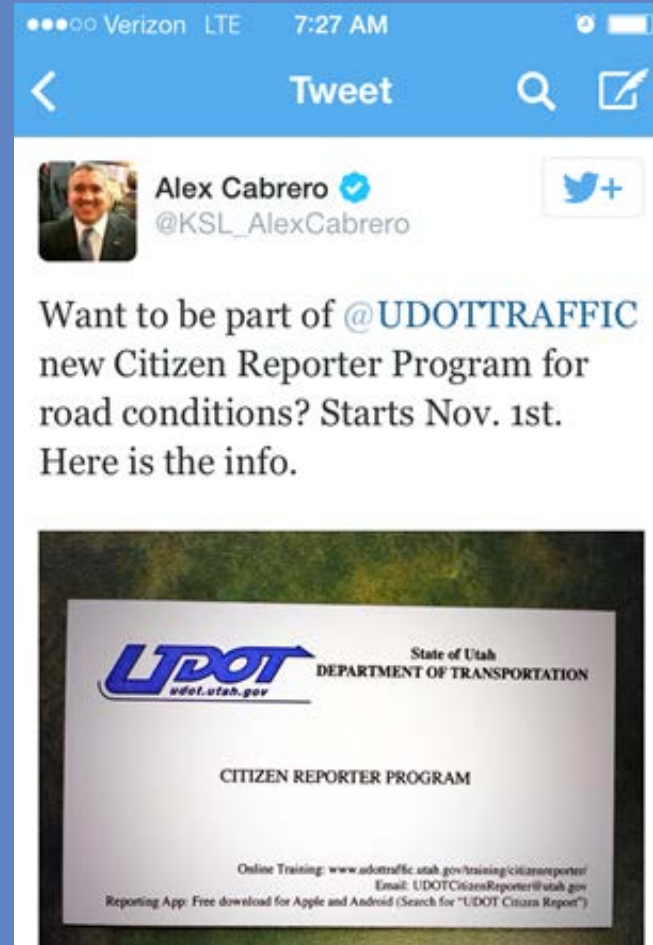 Verizon LTE 7:27 AM
Tweet
Alex Cabrero
@KSL_AlexCabrero
Want to be part of @UDOTTRAFFIC
new Citizen Reporter Program for
road conditions? Starts Nov. 1st.
Here is the info.
UDOT
udot.utah.gov
State of Utah
DEPARTMENT OF TRANSPORTATION
CITIZEN REPORTER PROGRAM
Online Training: www.udottraffic.utah.gov/training/citizenreporter/
Email: UDOTCitizenReporter@utah.gov
Reporting App: Free download for Apple and Android (Search for "UDOT Citizen Report")